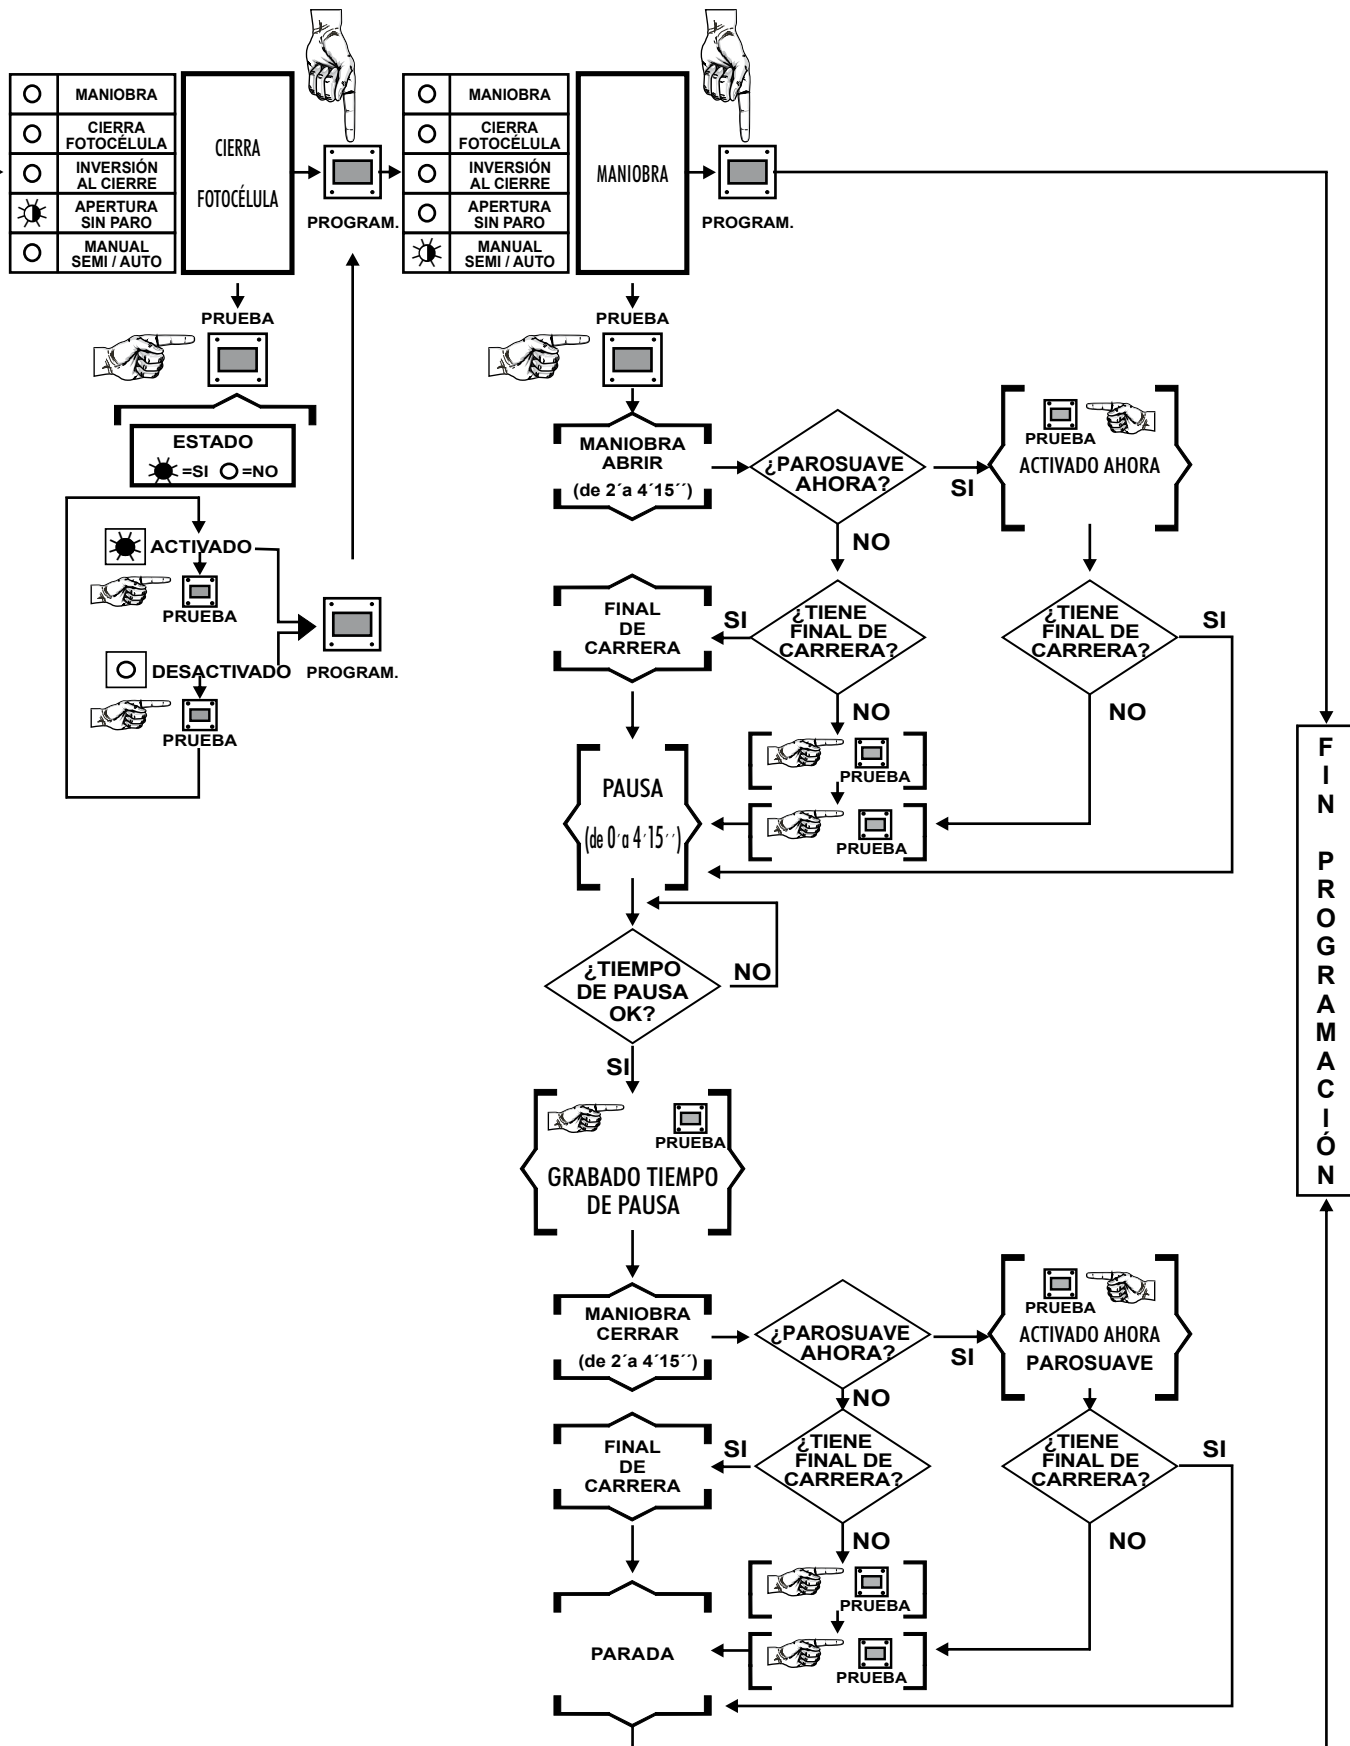 MANIOBRA
CIERRA
FOTOCÉLULA
INVERSIÓN
AL CIERRE
APERTURA
SIN PARO
MANUAL
SEMI / AUTO
CIERRA
FOTOCÉLULA
PROGRAM.
MANIOBRA
CIERRA
FOTOCÉLULA
INVERSIÓN
AL CIERRE
APERTURA
SIN PARO
MANUAL
SEMI / AUTO
MANIOBRA
PROGRAM.
PRUEBA
ESTADO
=SI =NO
ACTIVADO
PRUEBA
DESACTIVADO
PRUEBA
PROGRAM.
PRUEBA
MANIOBRA
ABRIR
(de 2´a 4´15´´)
¿PAROSUAVE
AHORA?
SI
PRUEBA
ACTIVADO AHORA
NO
FINAL
DE
CARRERA
SI
¿TIENE
FINAL DE
CARRERA?
¿TIENE
FINAL DE
CARRERA?
SI
NO
NO
PRUEBA
PRUEBA
PAUSA
(de 0´a 4´15´´)
¿TIEMPO
DE PAUSA
OK?
NO
SI
PRUEBA
GRABADO TIEMPO
DE PAUSA
MANIOBRA
CERRAR
(de 2´a 4´15´´)
¿PAROSUAVE
AHORA?
SI
PRUEBA
ACTIVADO AHORA
PAROSUAVE
NO
FINAL
DE
CARRERA
SI
¿TIENE
FINAL DE
CARRERA?
¿TIENE
FINAL DE
CARRERA?
SI
NO
NO
PRUEBA
PRUEBA
PARADA
FIN PROGRAMACIÓN